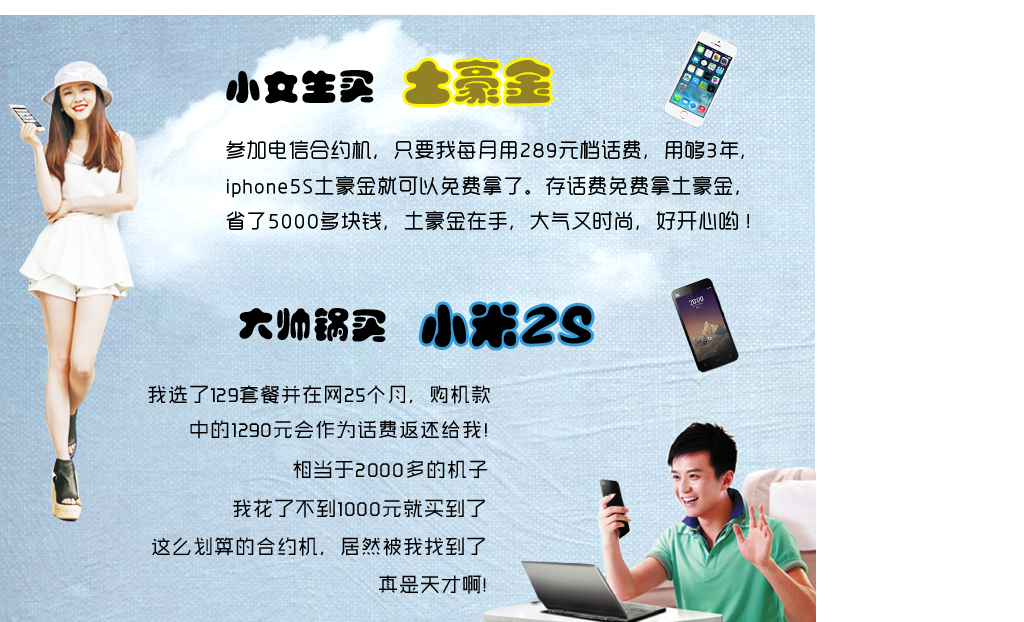 小女生买 土豪金
参加电信合约机，只要我每月用289元档话费，用够3年，
iphone5S土豪金就可以免费拿了。存话费免费拿土豪金，
省了5000多块钱，土豪金在手，大气又时尚，好开心哟！
大帅锅买 小米2S
我选了129套餐并在网25个月，购机款
中的1290元会作为话费返还给我!
相当于2000多的机子
我花了不到1000元就买到了
这么划算的合约机，居然被我找到了
真是天才啊!
20:00